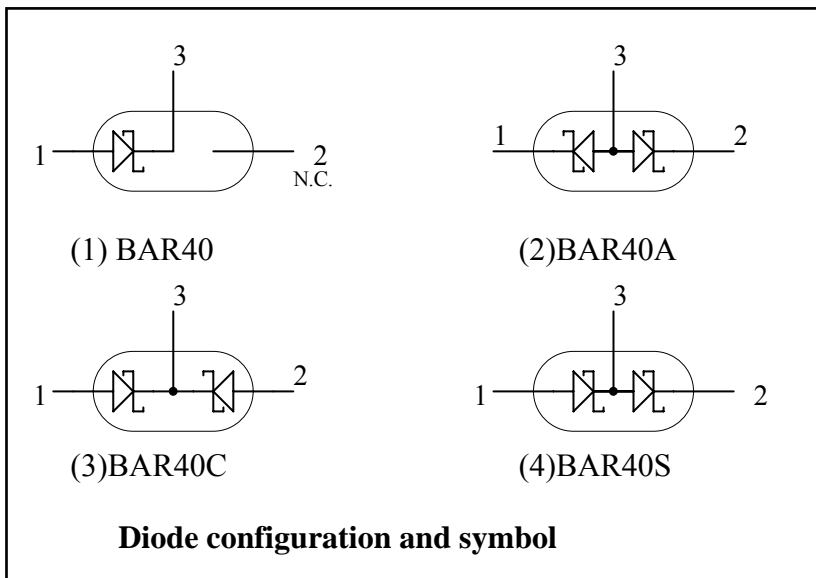 3
3
1
2
N.C.
1
2
(1) BAR40
(2)BAR40A
3
3
1
2
1
2
(3)BAR40C
(4)BAR40S
Diode configuration and symbol